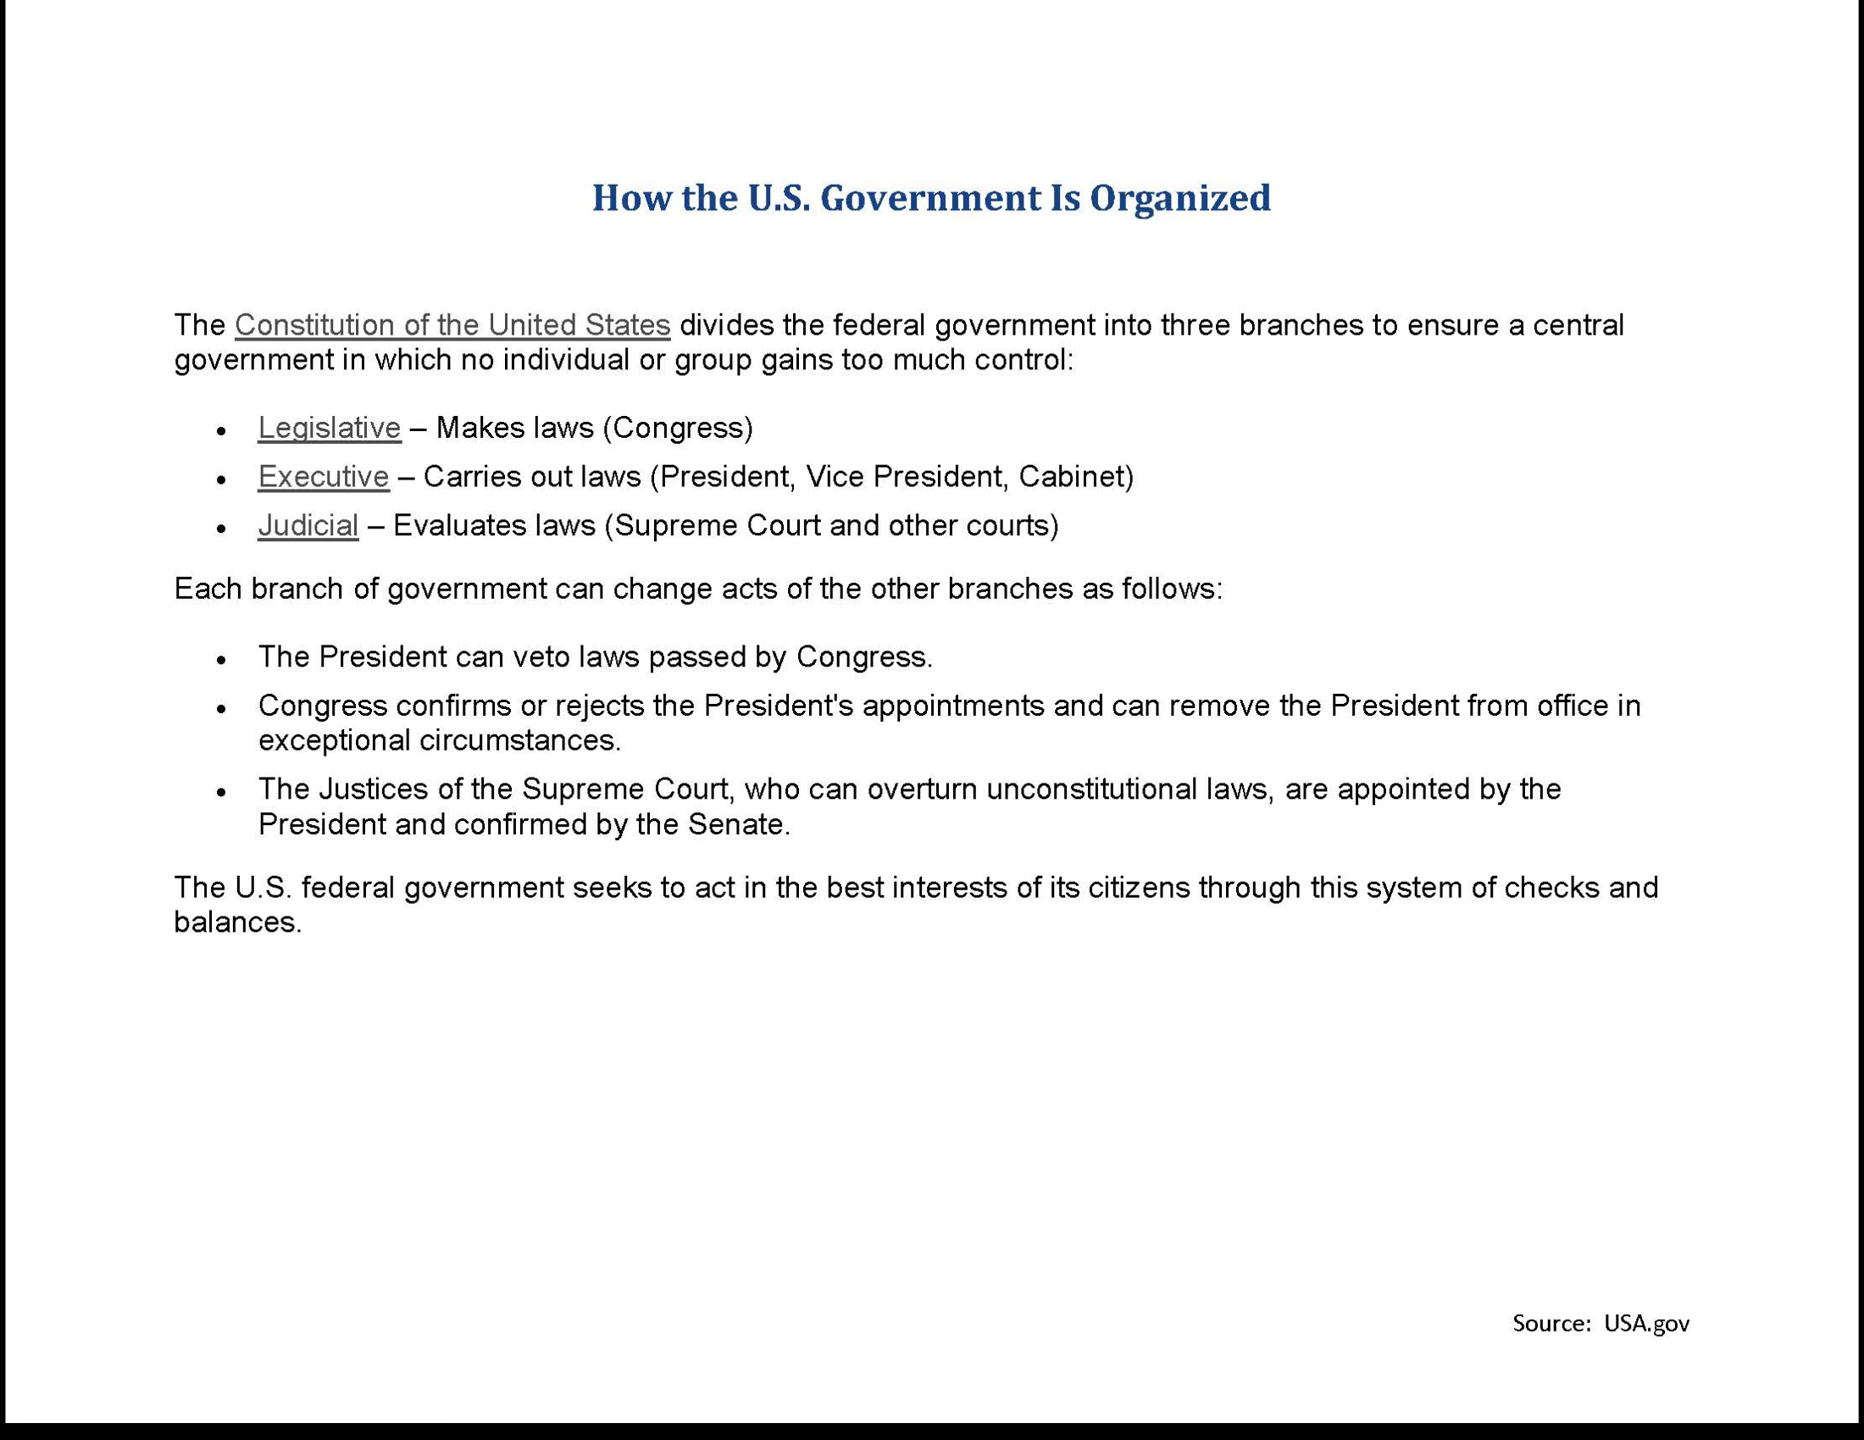 How the U.S. Government Is Organized
The Constitution of the United States divides the federal government into three branches to ensure a central
government in which no individual or group gains too much control:
• Legislative – Makes laws (Congress)
• Executive – Carries out laws (President, Vice President, Cabinet)
• Judicial – Evaluates laws (Supreme Court and other courts)
Each branch of government can change acts of the other branches as follows:
• The President can veto laws passed by Congress.
• Congress confirms or rejects the President's appointments and can remove the President from office in
exceptional circumstances.
• The Justices of the Supreme Court, who can overturn unconstitutional laws, are appointed by the
President and confirmed by the Senate.
The U.S. federal government seeks to act in the best interests of its citizens through this system of checks and
balances.
Source: USA.gov